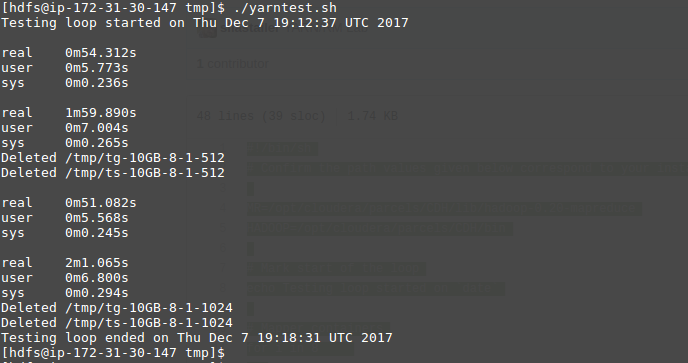 [hdfs@ip-172-31-30-147 tmp]$ ./yarntest.sh
Testing loop started on Thu Dec 7 19:12:37 UTC 2017
real 0m54.312s
user 0m5.773s
sys 0m0.236s
real 1m59.890s
user 0m7.004s
sys 0m0.265s
Deleted /tmp/tg-10GB-8-1-512
Deleted /tmp/ts-10GB-8-1-512
real 0m51.082s
user 0m5.568s
sys 0m0.245s
real 2m1.065s
user 0m6.800s
sys 0m0.294s
Deleted /tmp/tg-10GB-8-1-1024
Deleted /tmp/ts-10GB-8-1-1024
Testing loop ended on Thu Dec 7 19:18:31 UTC 2017
[hdfs@ip-172-31-30-147 tmp]$
1 contributor
48 lines (39 sloc) 1.74 KB